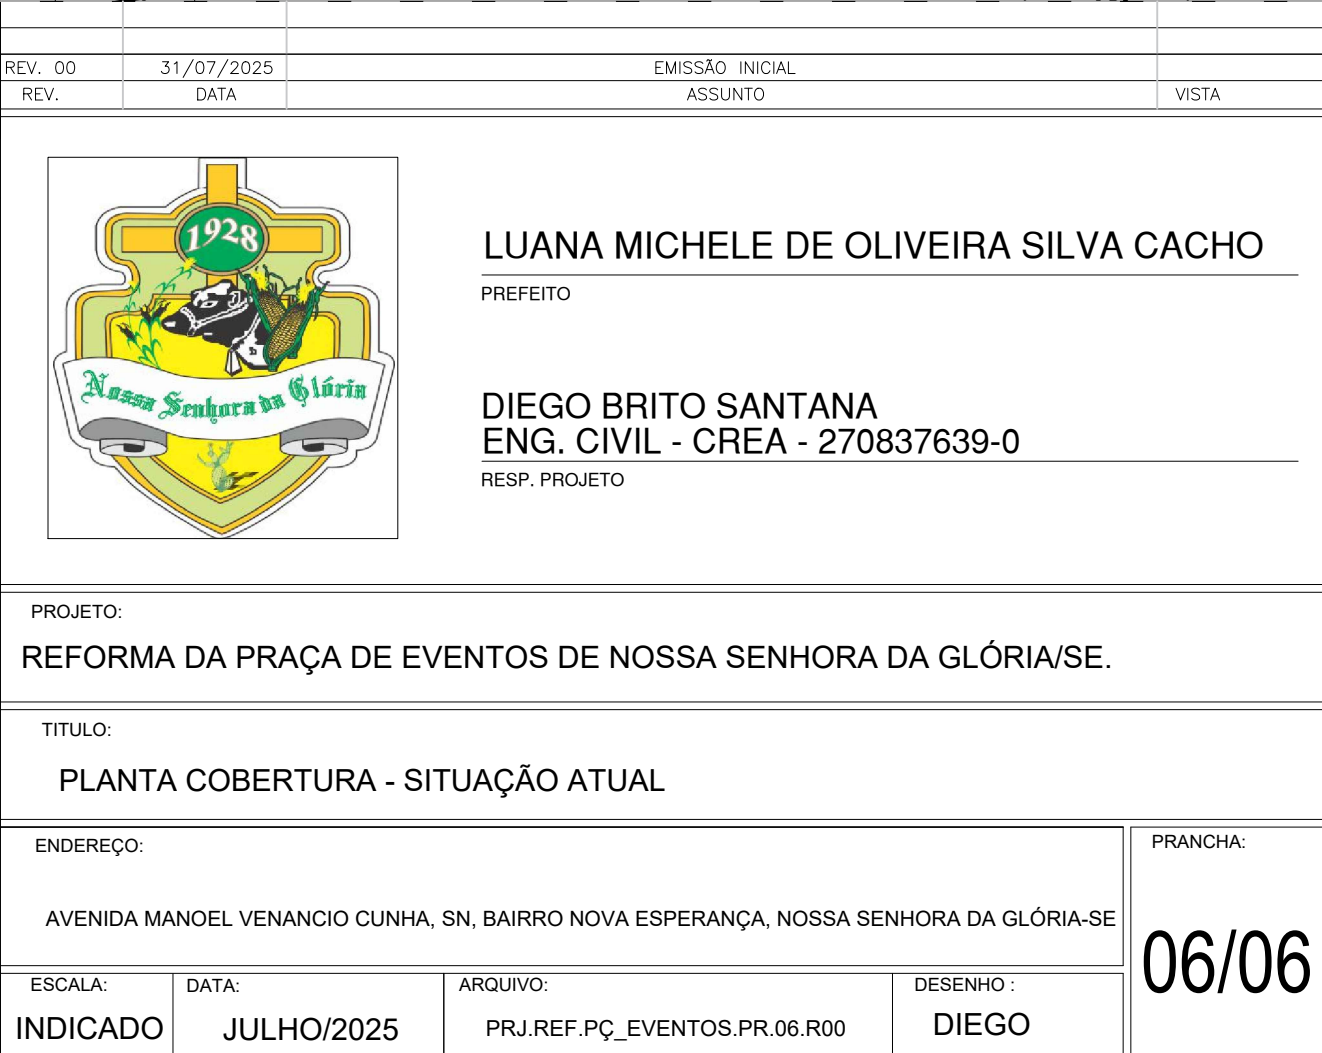 REV. 00 31/07/2025 EMISSÃO INICIAL
REV. DATA ASSUNTO VISTA
1928
Nossa Senhora da Glória
LUANA MICHELE DE OLIVEIRA SILVA CACHO
PREFEITO
DIEGO BRITO SANTANA
ENG. CIVIL - CREA - 270837639-0
RESP. PROJETO
PROJETO:
REFORMA DA PRAÇA DE EVENTOS DE NOSSA SENHORA DA GLÓRIA/SE.
TITULO:
PLANTA COBERTURA - SITUAÇÃO ATUAL
ENDEREÇO:
AVENIDA MANOEL VENANCIO CUNHA, SN, BAIRRO NOVA ESPERANÇA, NOSSA SENHORA DA GLÓRIA-SE
PRANCHA:
06/06
ESCALA: DATA: ARQUIVO: DESENHO :
INDICADO JULHO/2025 PRJ.REF.PÇ_EVENTOS.PR.06.R00 DIEGO